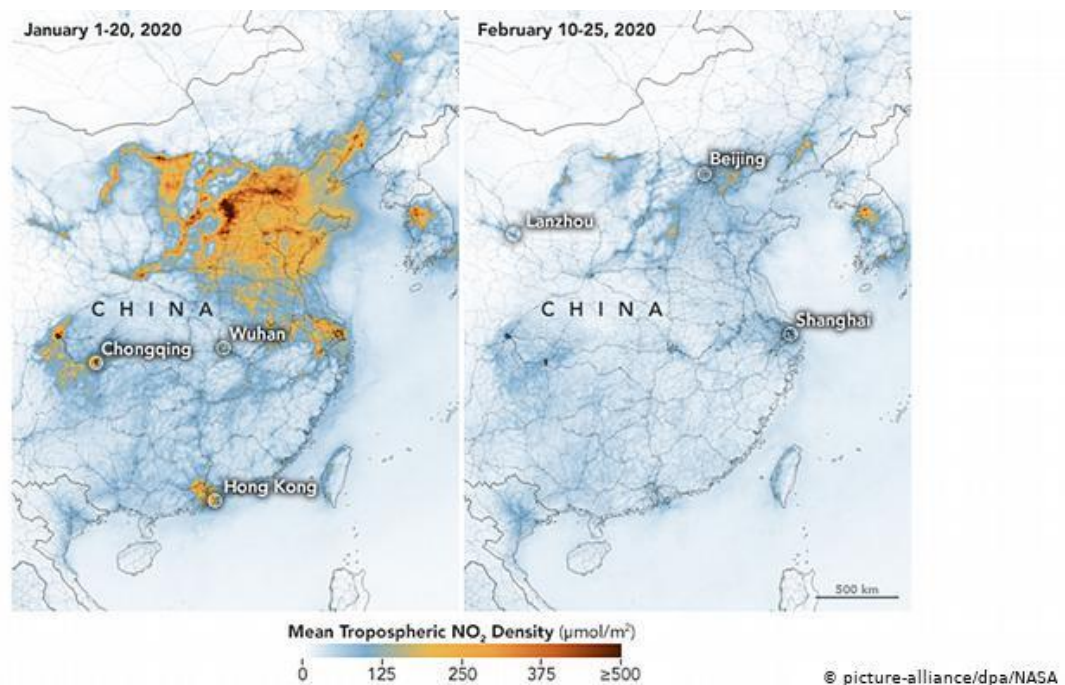 January 1-20, 2020
CHINA
Wuhan
Chongqing
Hong Kong
February 10-25, 2020
Beijing
Lanzhou
CHINA
Shanghai
500 km
Mean Tropospheric NO₂ Density (µmol/m²)
0 125 250 375 ≥500
© picture-alliance/dpa/NASA